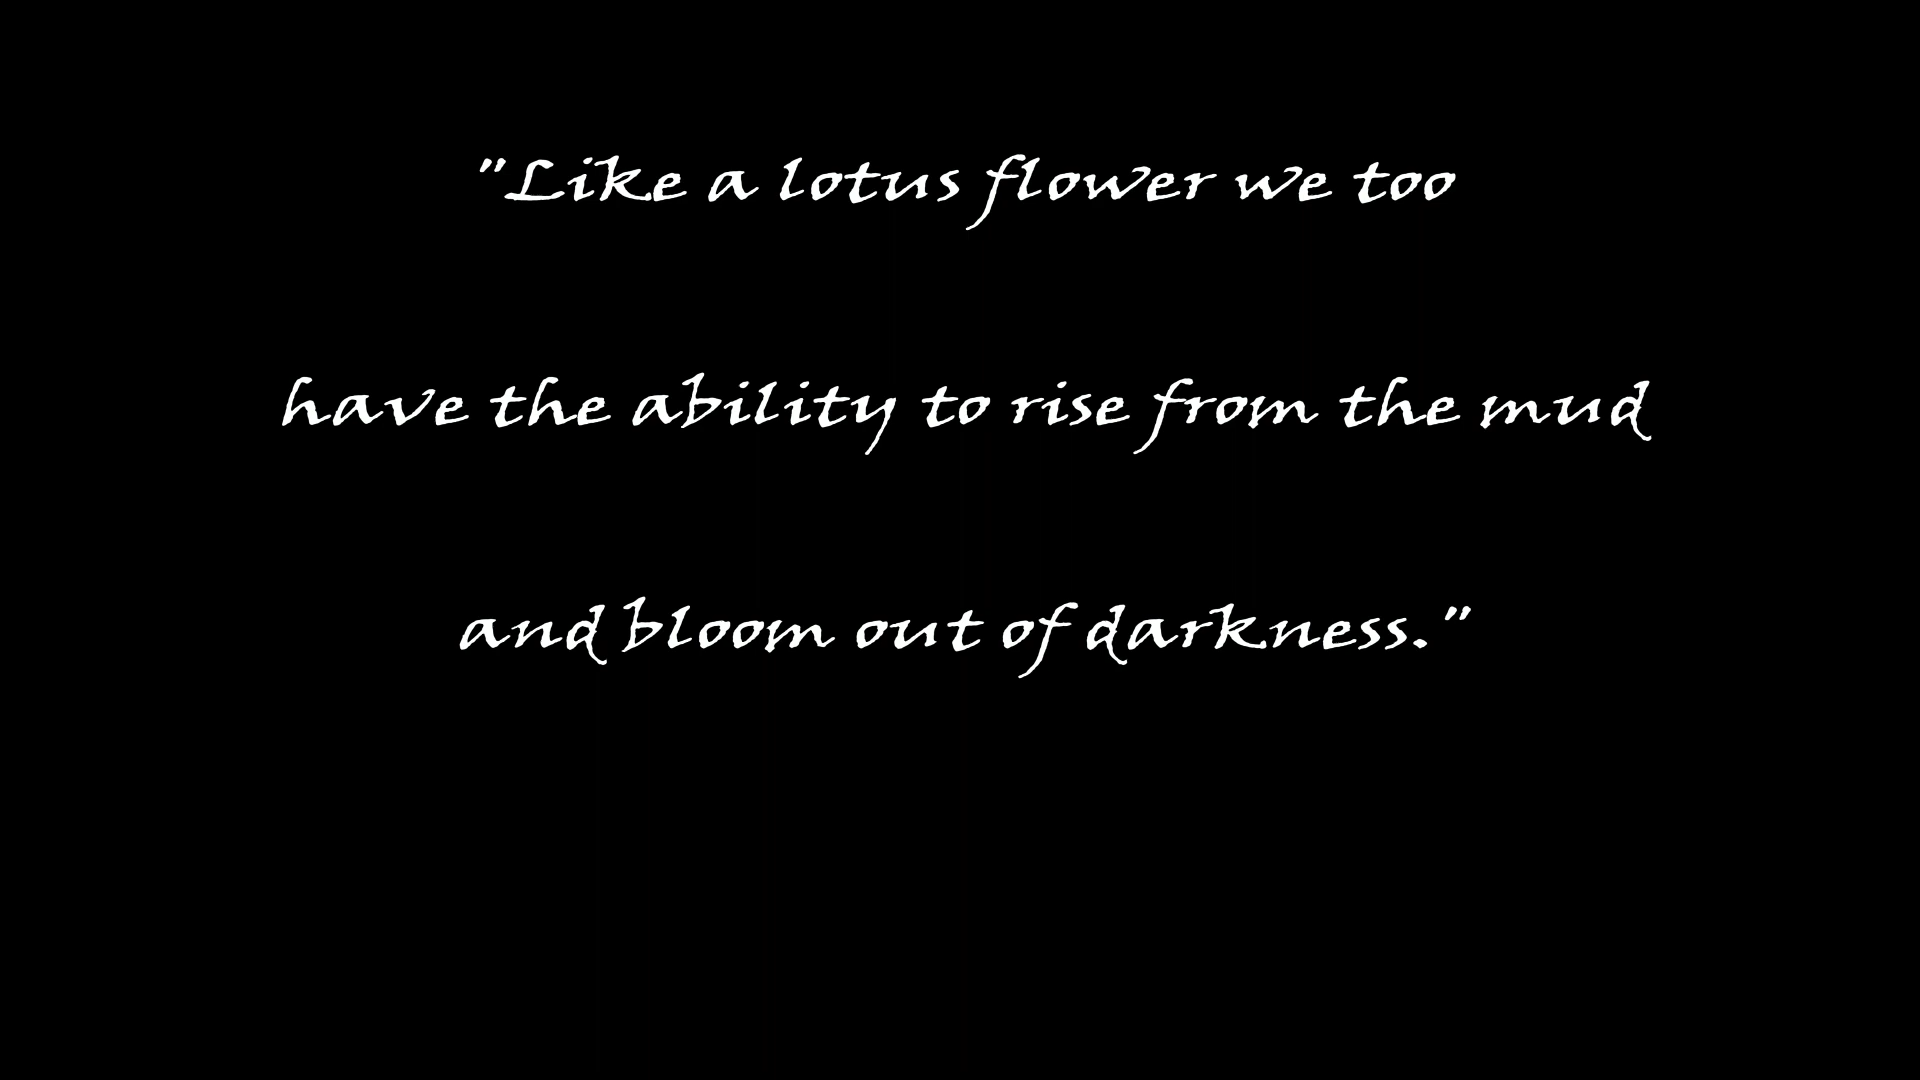 "Like a lotus flower we too
have the ability to rise from the mud
and bloom out of darkness."